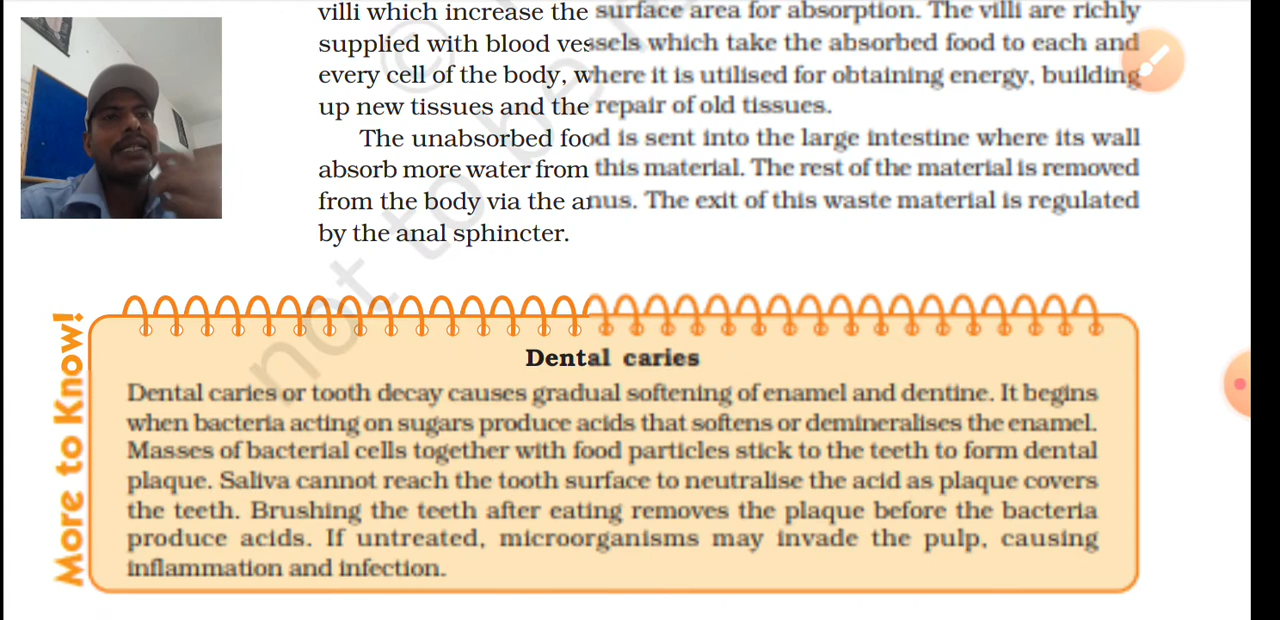 villi which increase the surface area for absorption. The villi are richly
supplied with blood vessels which take the absorbed food to each and
every cell of the body, where it is utilised for obtaining energy, building
up new tissues and the repair of old tissues.
The unabsorbed food is sent into the large intestine where its wall
absorb more water from this material. The rest of the material is removed
from the body via the anus. The exit of this waste material is regulated
by the anal sphincter.
not to be
©
More to Know!
Dental caries
Dental caries or tooth decay causes gradual softening of enamel and dentine. It begins
when bacteria acting on sugars produce acids that softens or demineralises the enamel.
Masses of bacterial cells together with food particles stick to the teeth to form dental
plaque. Saliva cannot reach the tooth surface to neutralise the acid as plaque covers
the teeth. Brushing the teeth after eating removes the plaque before the bacteria
produce acids. If untreated, microorganisms may invade the pulp, causing
inflammation and infection.